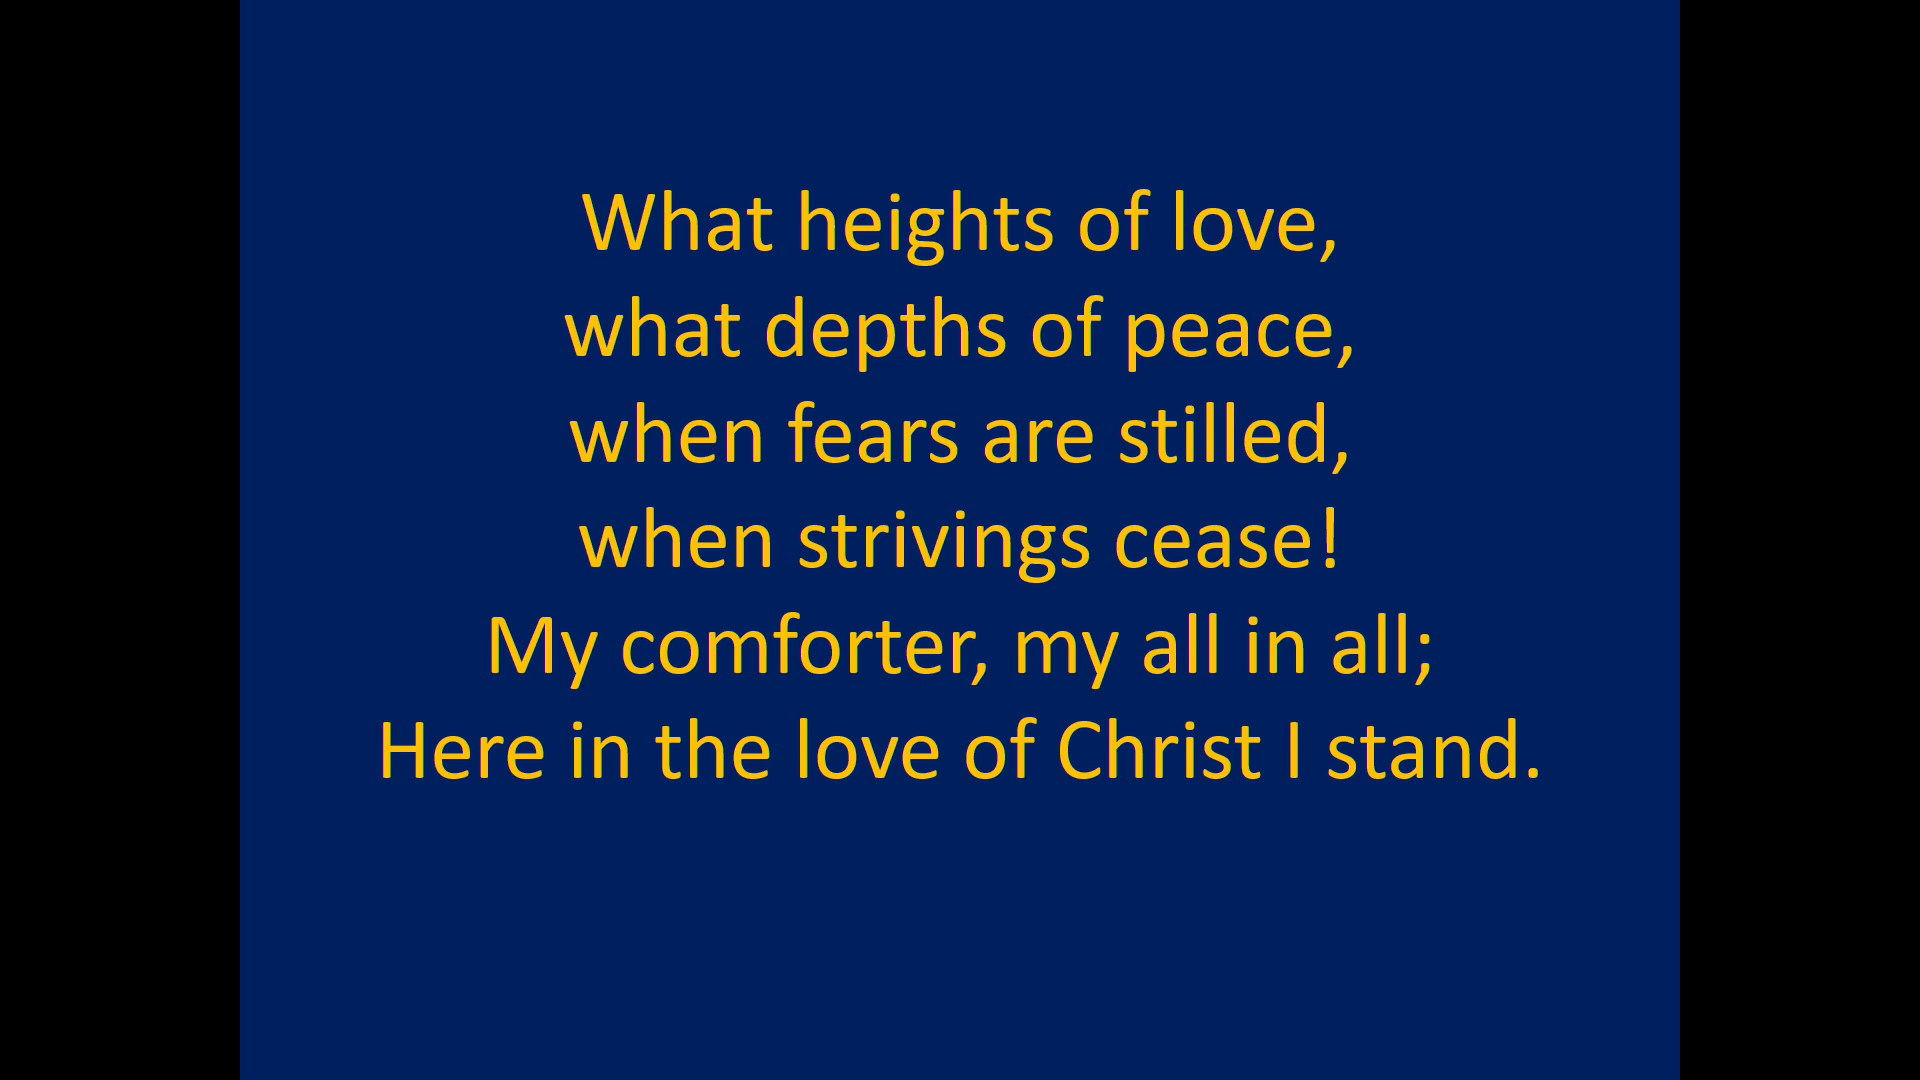 What heights of love,
what depths of peace,
when fears are stilled,
when strivings cease!
My comforter, my all in all;
Here in the love of Christ I stand.